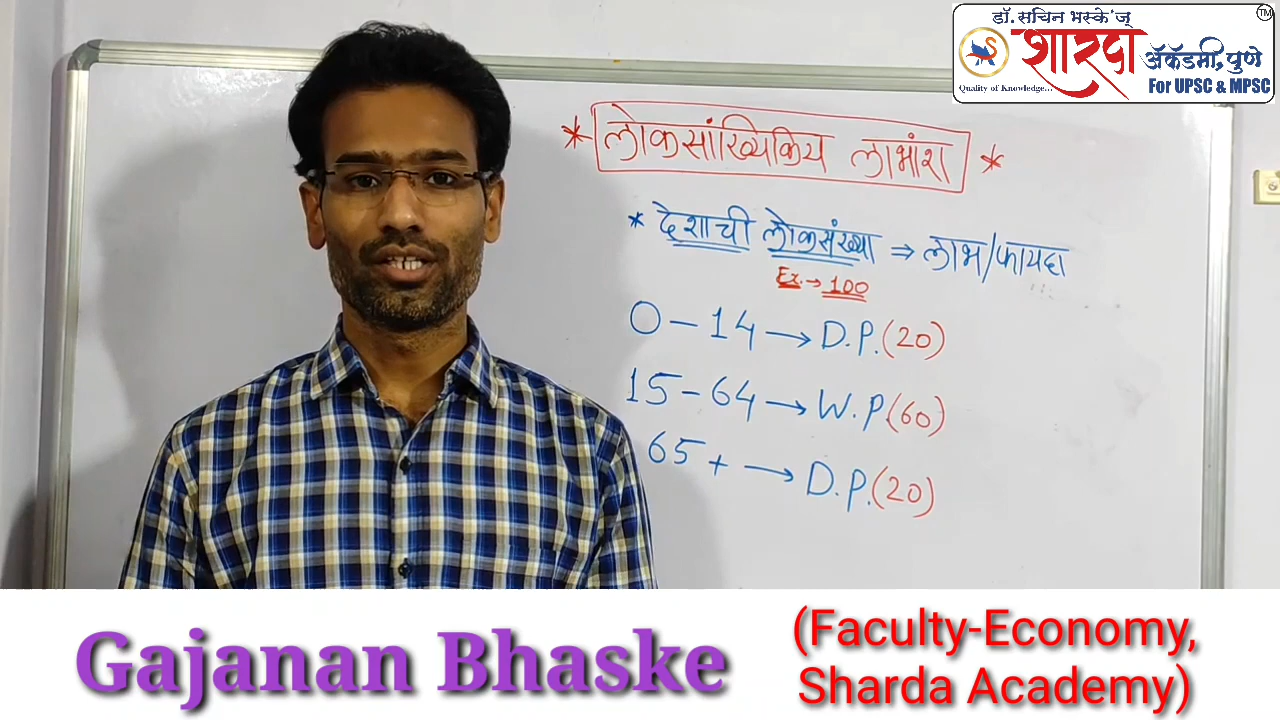 डॉ. सचिन भस्के'ज्
शारदा ॲकॅडमी, पुणे
TM
Quality of Knowledge...
For UPSC & MPSC
* लोकसांख्यिकिय लाभांश *
* देशाची लोकसंख्या ⇒ लाभ/फायदा
Ex. → 100
0 - 14 → D.P. (20)
15 - 64 → W.P (60)
65 + → D.P. (20)
Gajanan Bhaske
(Faculty-Economy,
Sharda Academy)